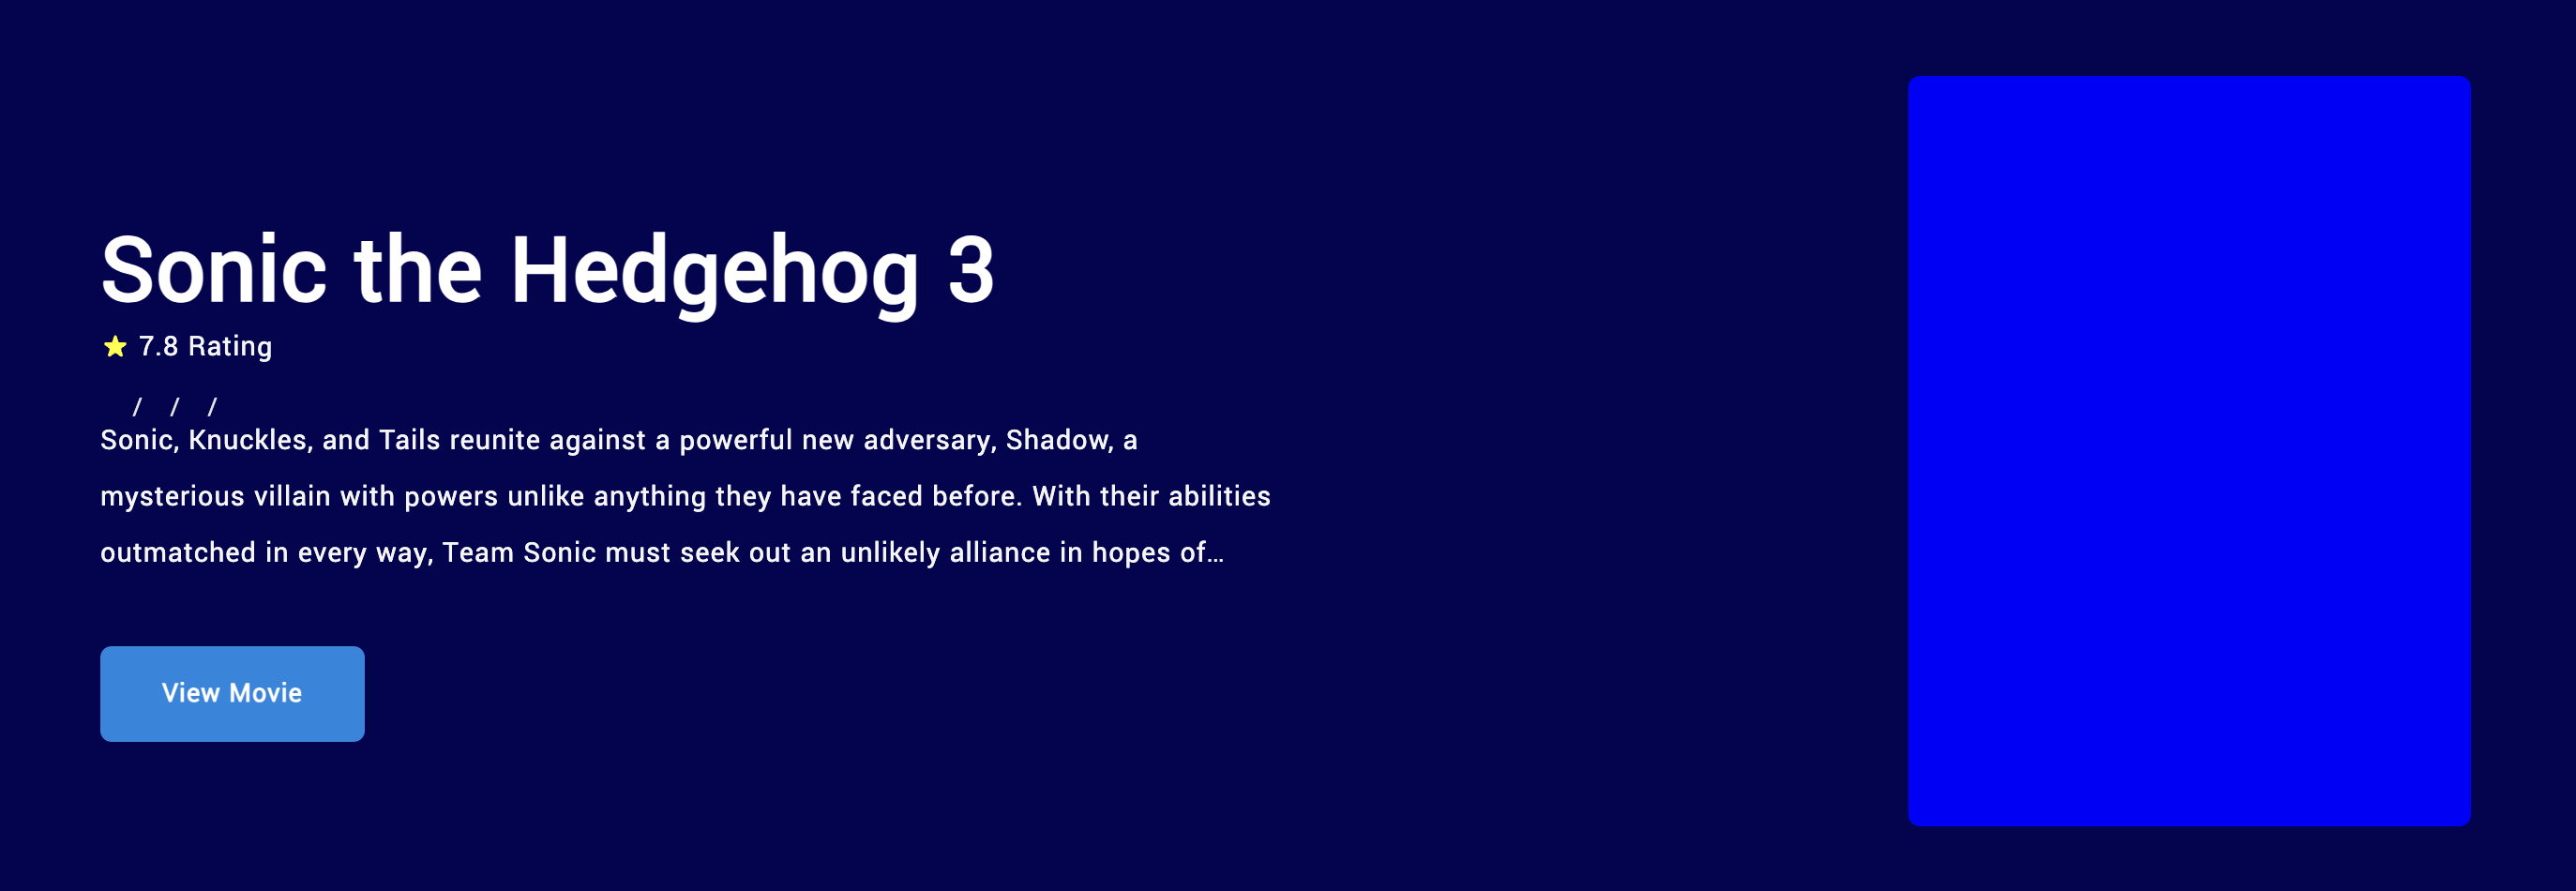 Sonic the Hedgehog 3
7.8 Rating
/ / /
Sonic, Knuckles, and Tails reunite against a powerful new adversary, Shadow, a
mysterious villain with powers unlike anything they have faced before. With their abilities
outmatched in every way, Team Sonic must seek out an unlikely alliance in hopes of…
View Movie